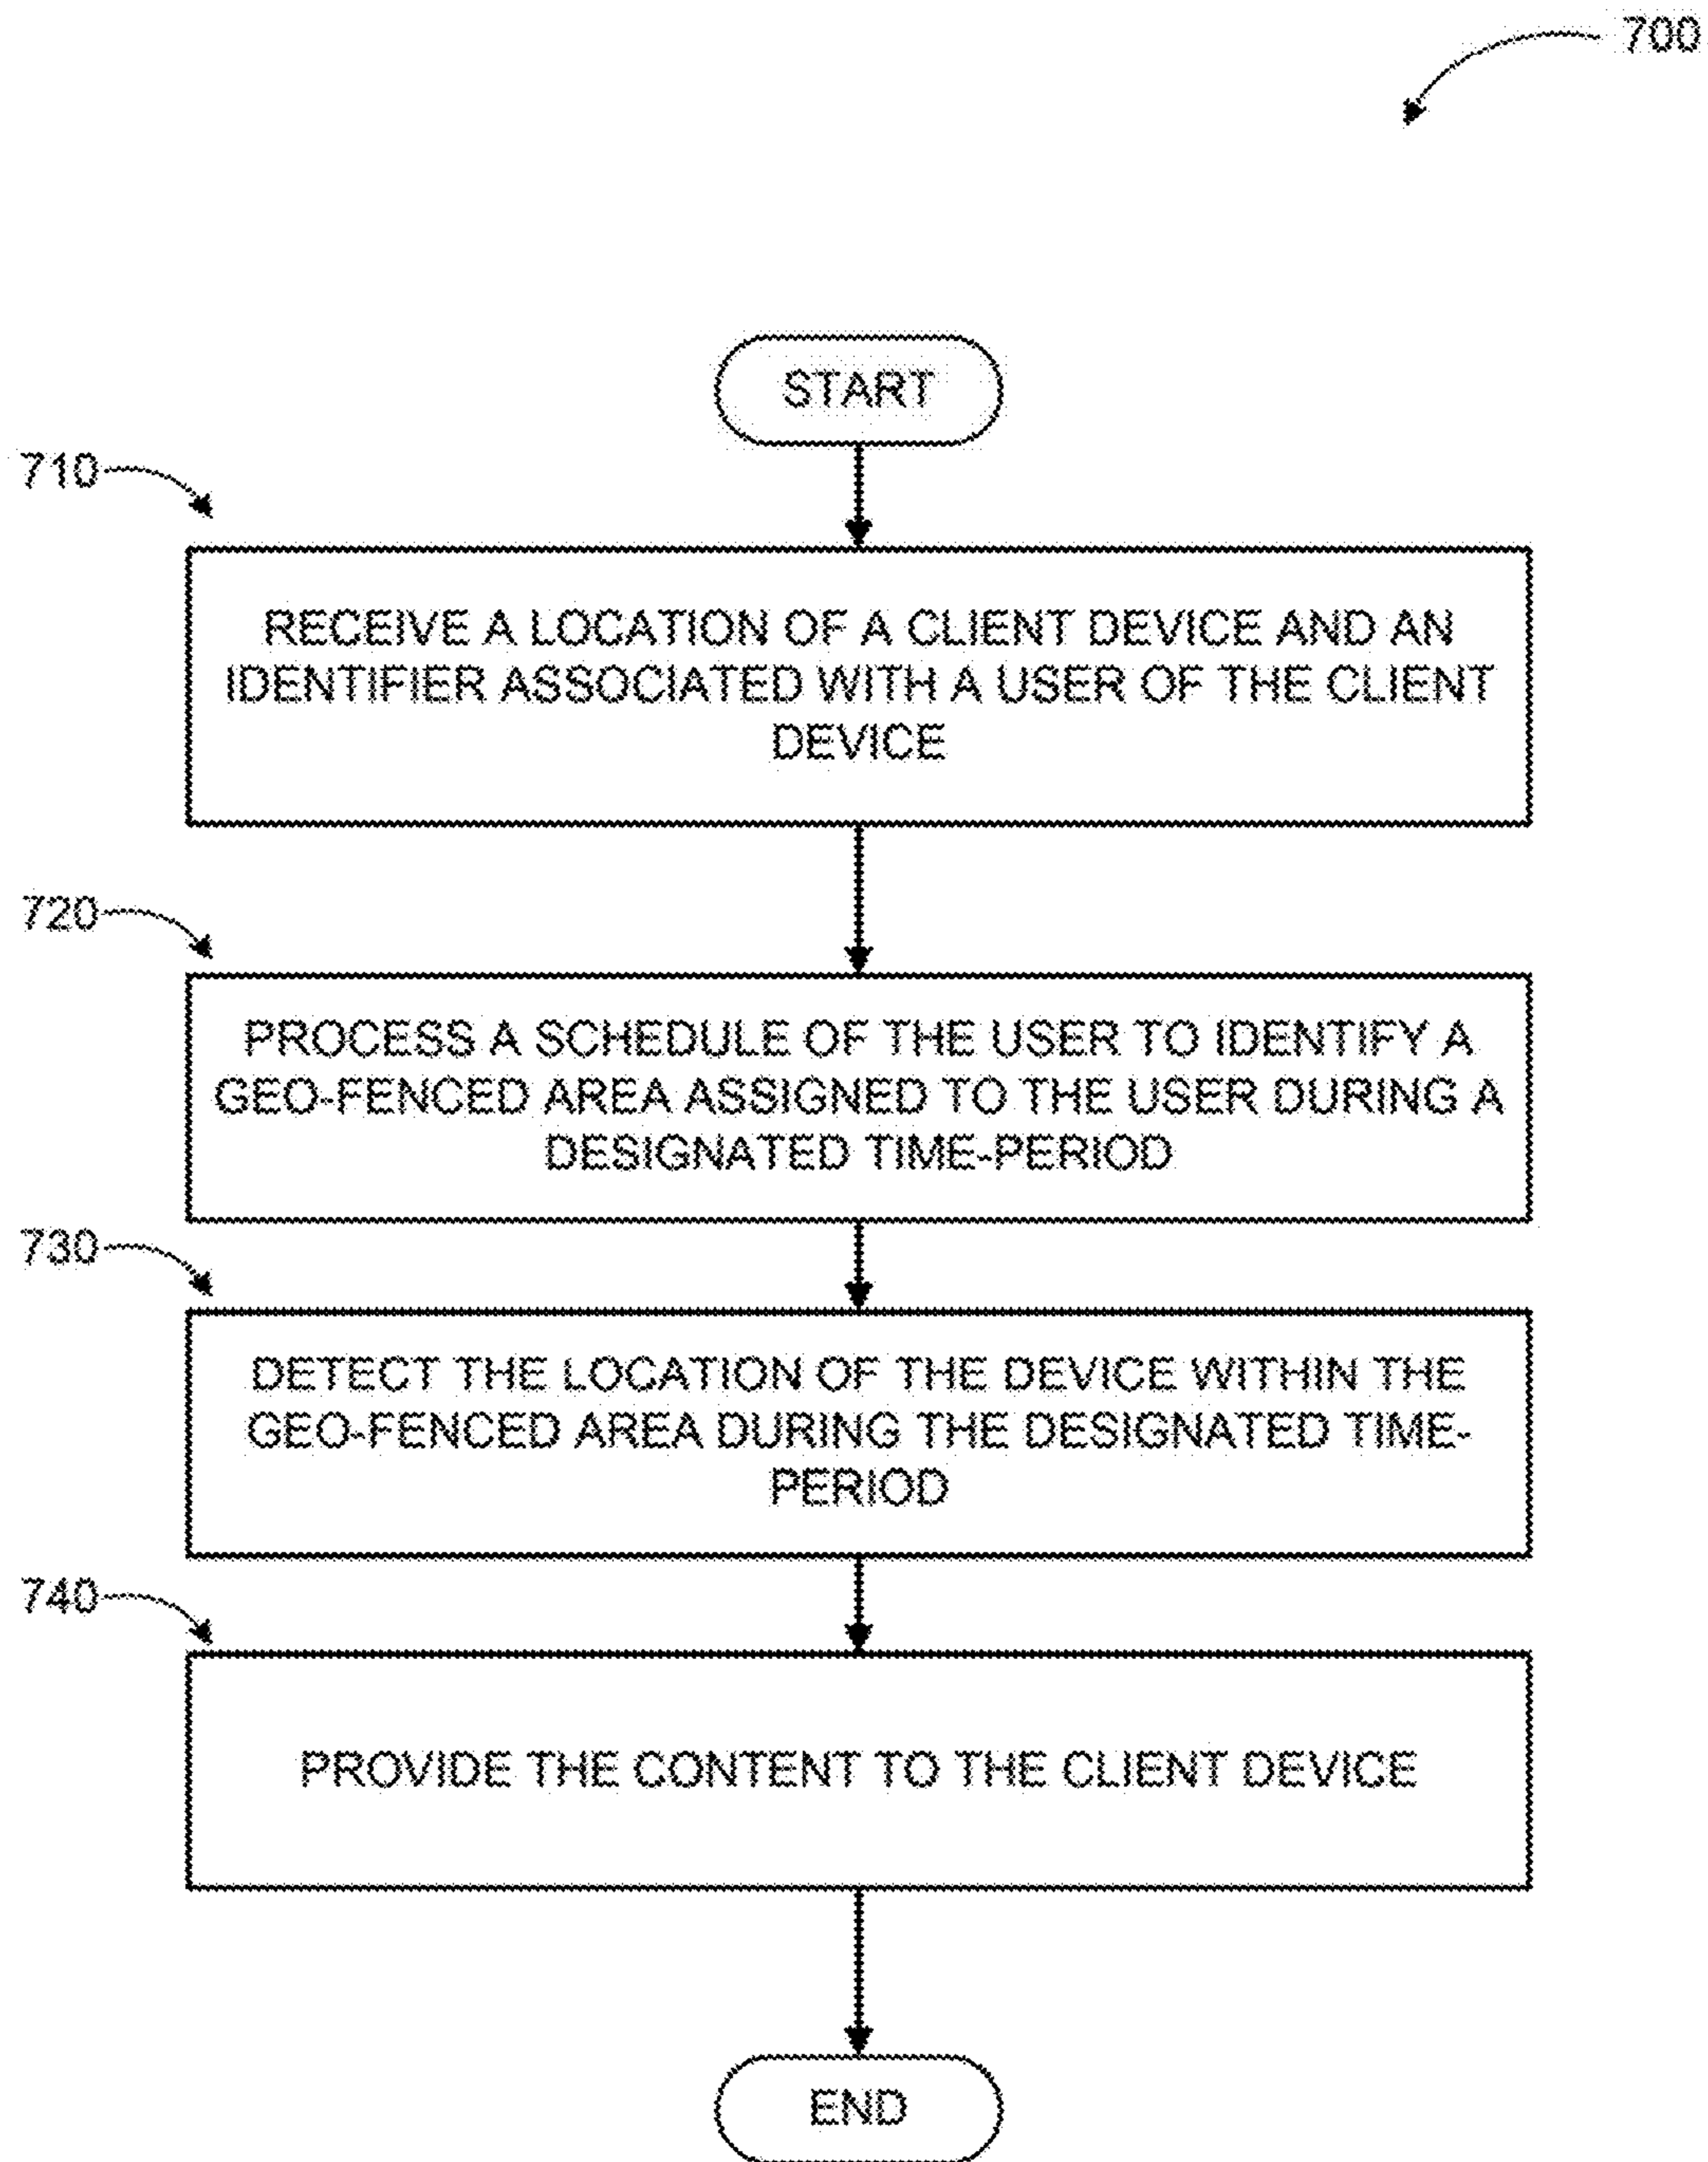 700
START
710
RECEIVE A LOCATION OF A CLIENT DEVICE AND AN
IDENTIFIER ASSOCIATED WITH A USER OF THE CLIENT
DEVICE
720
PROCESS A SCHEDULE OF THE USER TO IDENTIFY A
GEO-FENCED AREA ASSIGNED TO THE USER DURING A
DESIGNATED TIME-PERIOD
730
DETECT THE LOCATION OF THE DEVICE WITHIN THE
GEO-FENCED AREA DURING THE DESIGNATED TIME-
PERIOD
740
PROVIDE THE CONTENT TO THE CLIENT DEVICE
END